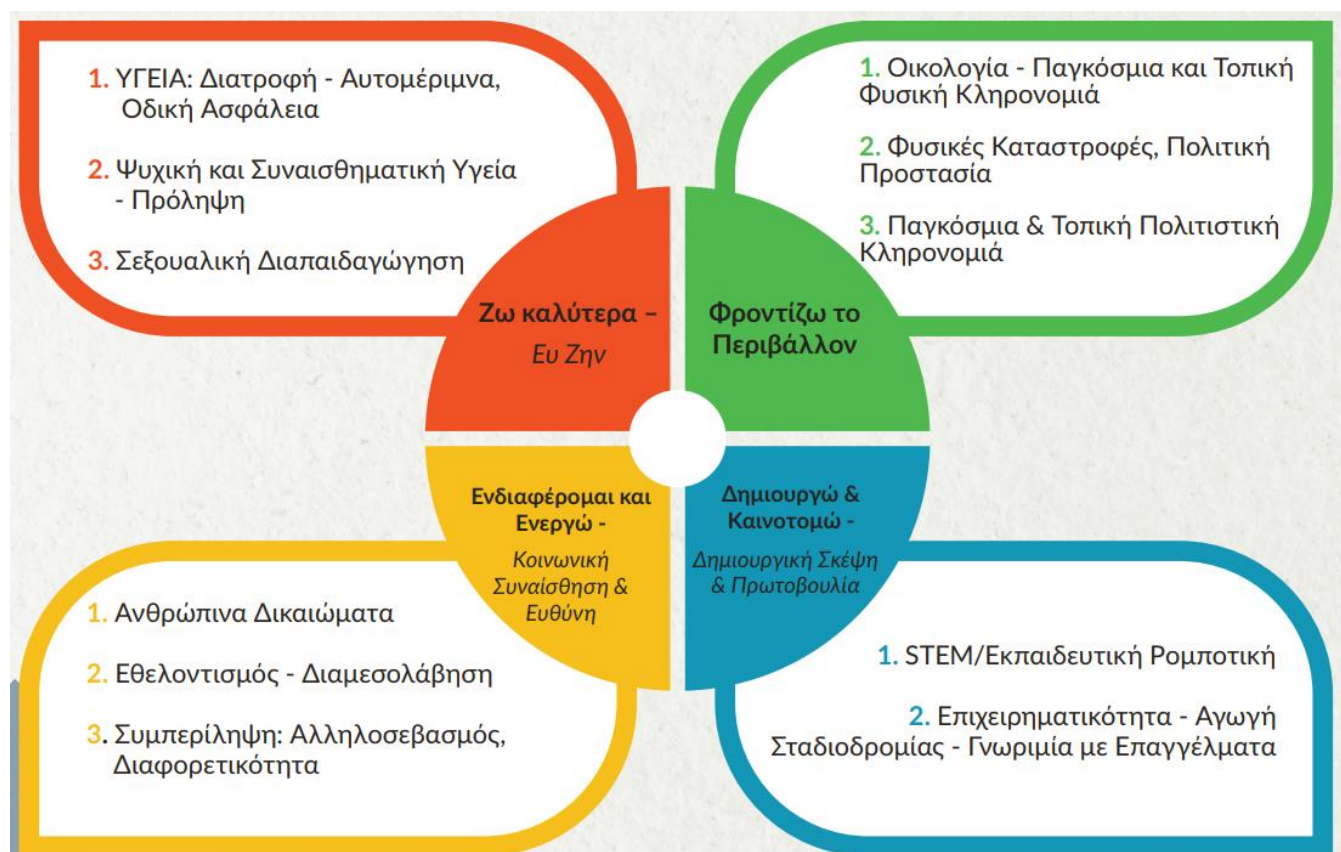 1. ΥΓΕΙΑ: Διατροφή - Αυτομέριμνα,
Οδική Ασφάλεια
2. Ψυχική και Συναισθηματική Υγεία
- Πρόληψη
3. Σεξουαλική Διαπαιδαγώγηση
Ζω καλύτερα –
Ευ Ζην
1. Οικολογία - Παγκόσμια και Τοπική
Φυσική Κληρονομιά
2. Φυσικές Καταστροφές, Πολιτική
Προστασία
3. Παγκόσμια & Τοπική Πολιτιστική
Κληρονομιά
Φροντίζω το
Περιβάλλον
Ενδιαφέρομαι και
Ενεργώ -
Κοινωνική
Συναίσθηση &
Ευθύνη
1. Ανθρώπινα Δικαιώματα
2. Εθελοντισμός - Διαμεσολάβηση
3. Συμπερίληψη: Αλληλοσεβασμός,
Διαφορετικότητα
Δημιουργώ &
Καινοτομώ -
Δημιουργική Σκέψη
& Πρωτοβουλία
1. STEM/Εκπαιδευτική Ρομποτική
2. Επιχειρηματικότητα - Αγωγή
Σταδιοδρομίας - Γνωριμία με Επαγγέλματα